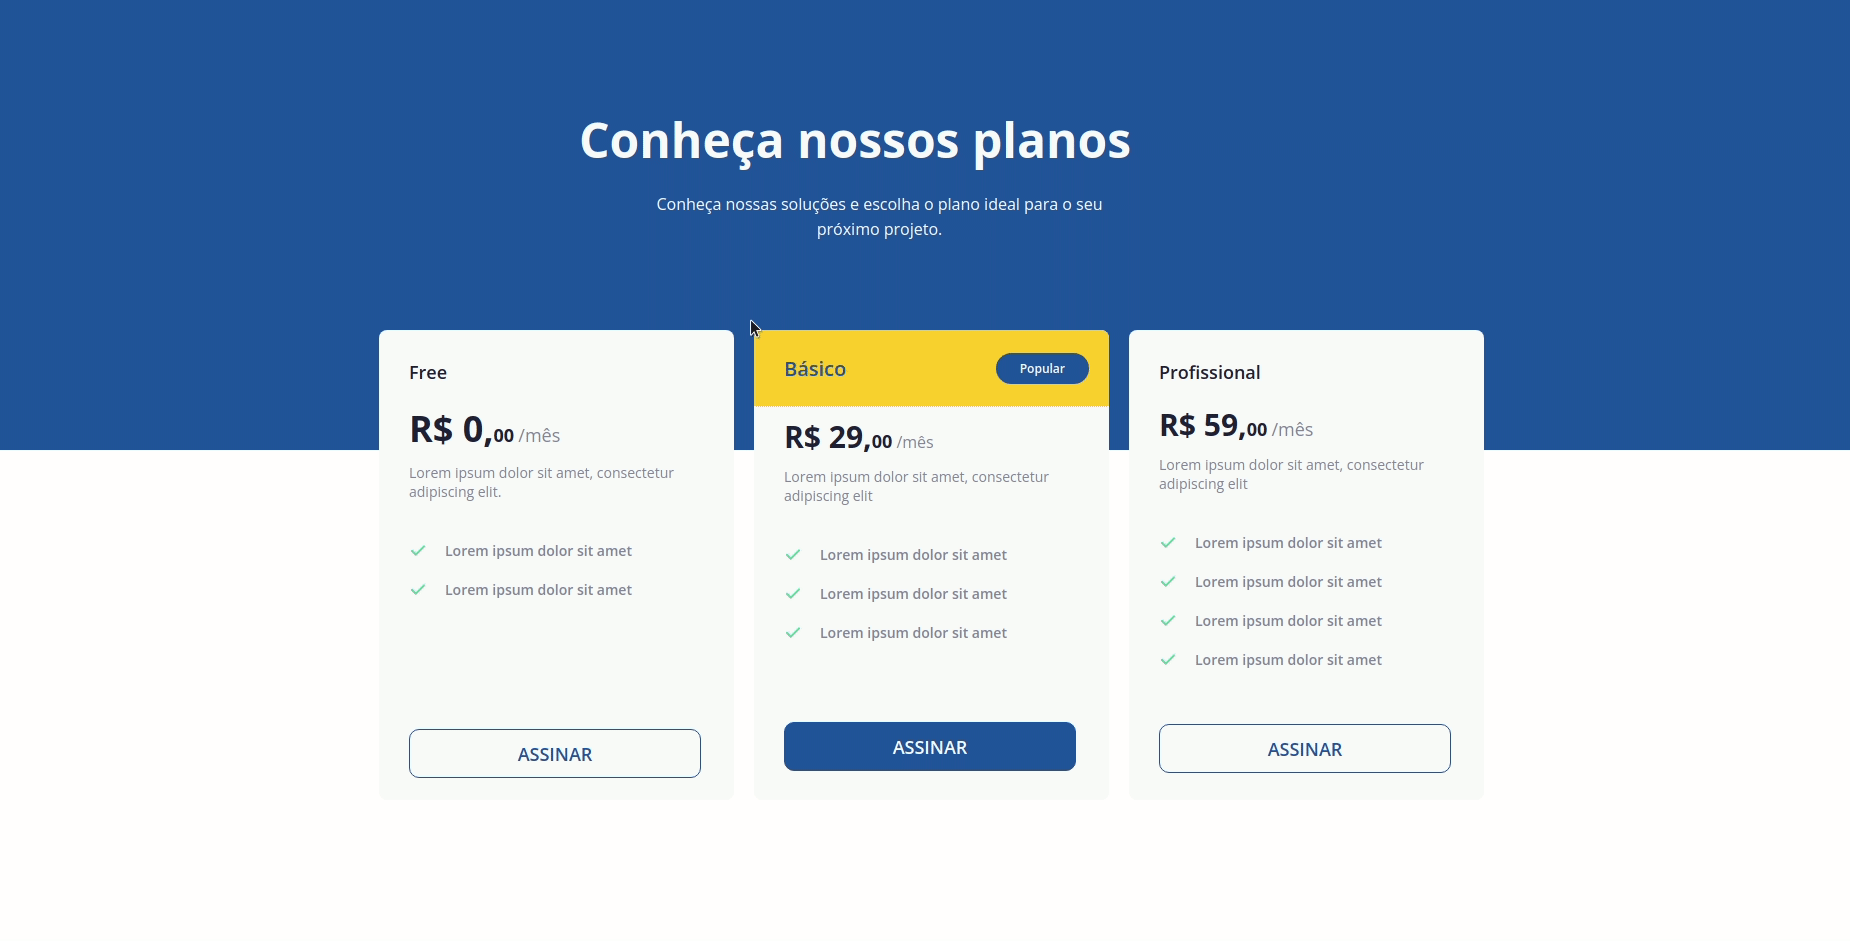 Conheça nossos planos
Conheça nossas soluções e escolha o plano ideal para o seu
próximo projeto.
Free
R$ 0,00 /mês
Lorem ipsum dolor sit amet, consectetur
adipiscing elit.
Lorem ipsum dolor sit amet
Lorem ipsum dolor sit amet
ASSINAR
Básico
Popular
R$ 29,00 /mês
Lorem ipsum dolor sit amet, consectetur
adipiscing elit
Lorem ipsum dolor sit amet
Lorem ipsum dolor sit amet
Lorem ipsum dolor sit amet
ASSINAR
Profissional
R$ 59,00 /mês
Lorem ipsum dolor sit amet, consectetur
adipiscing elit
Lorem ipsum dolor sit amet
Lorem ipsum dolor sit amet
Lorem ipsum dolor sit amet
Lorem ipsum dolor sit amet
ASSINAR